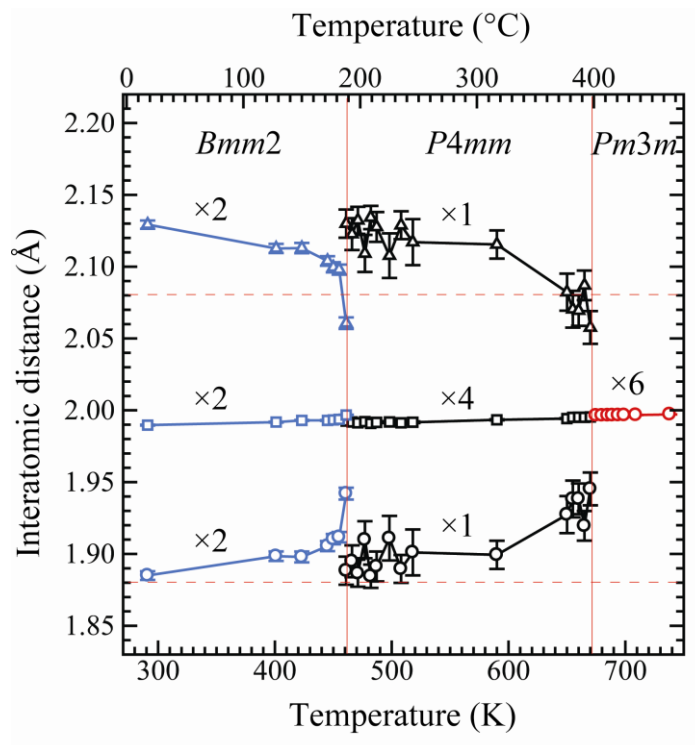 Temperature (°C)
0 100 200 300 400
2.20
Bmm2 P4mm Pm3m
2.15
×2 ×1
2.10
2.05
×2 ×4 ×6
2.00
1.95
×2 ×1
1.90
1.85
Interatomic distance (Å)
300 400 500 600 700
Temperature (K)